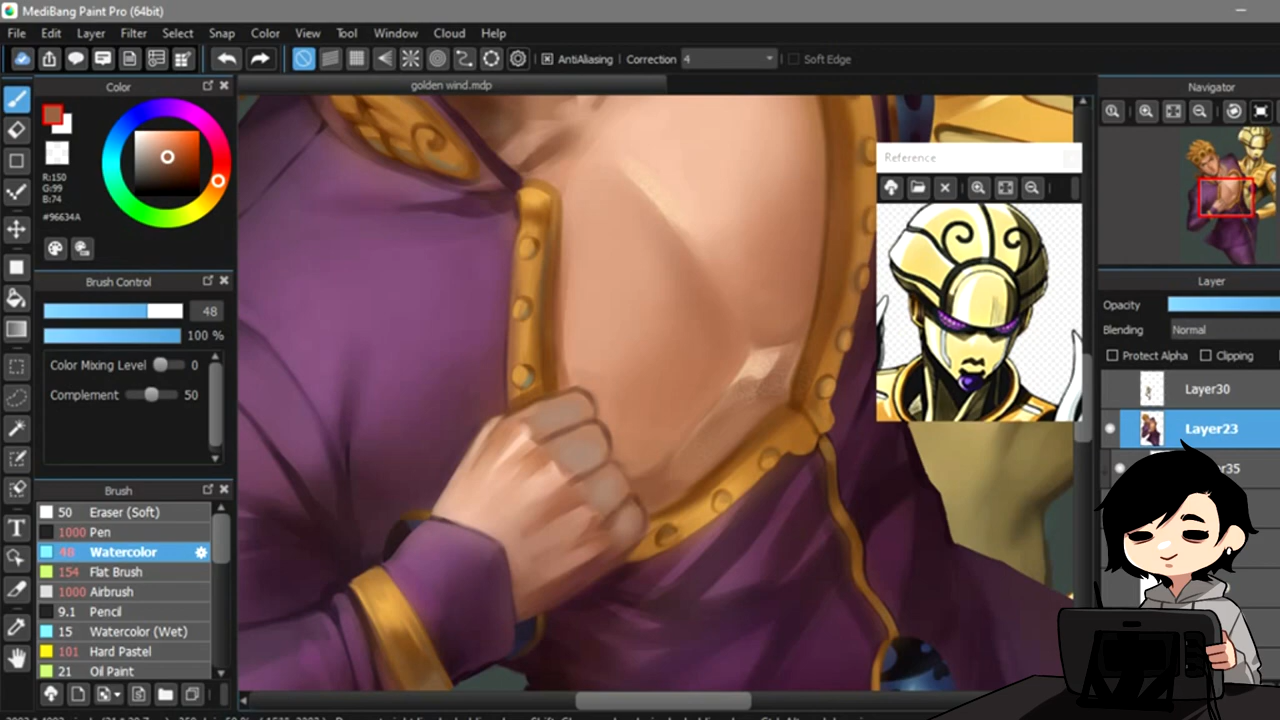 MediBang Paint Pro (64bit)
File Edit Layer Filter Select Snap Color View Tool Window Cloud Help
AntiAliasing Correction 4 Soft Edge
Color
golden wind.mdp
Navigator
R:150
G:99
B:74
#96634A
Reference
Brush Control
48
100 %
Color Mixing Level 0
Complement 50
Layer
Opacity
Blending Normal
Protect Alpha Clipping
Layer30
Layer23
Brush
50 Eraser (Soft)
1000 Pen
48 Watercolor
154 Flat Brush
1000 Airbrush
9.1 Pencil
15 Watercolor (Wet)
101 Hard Pastel
21 Oil Paint
T